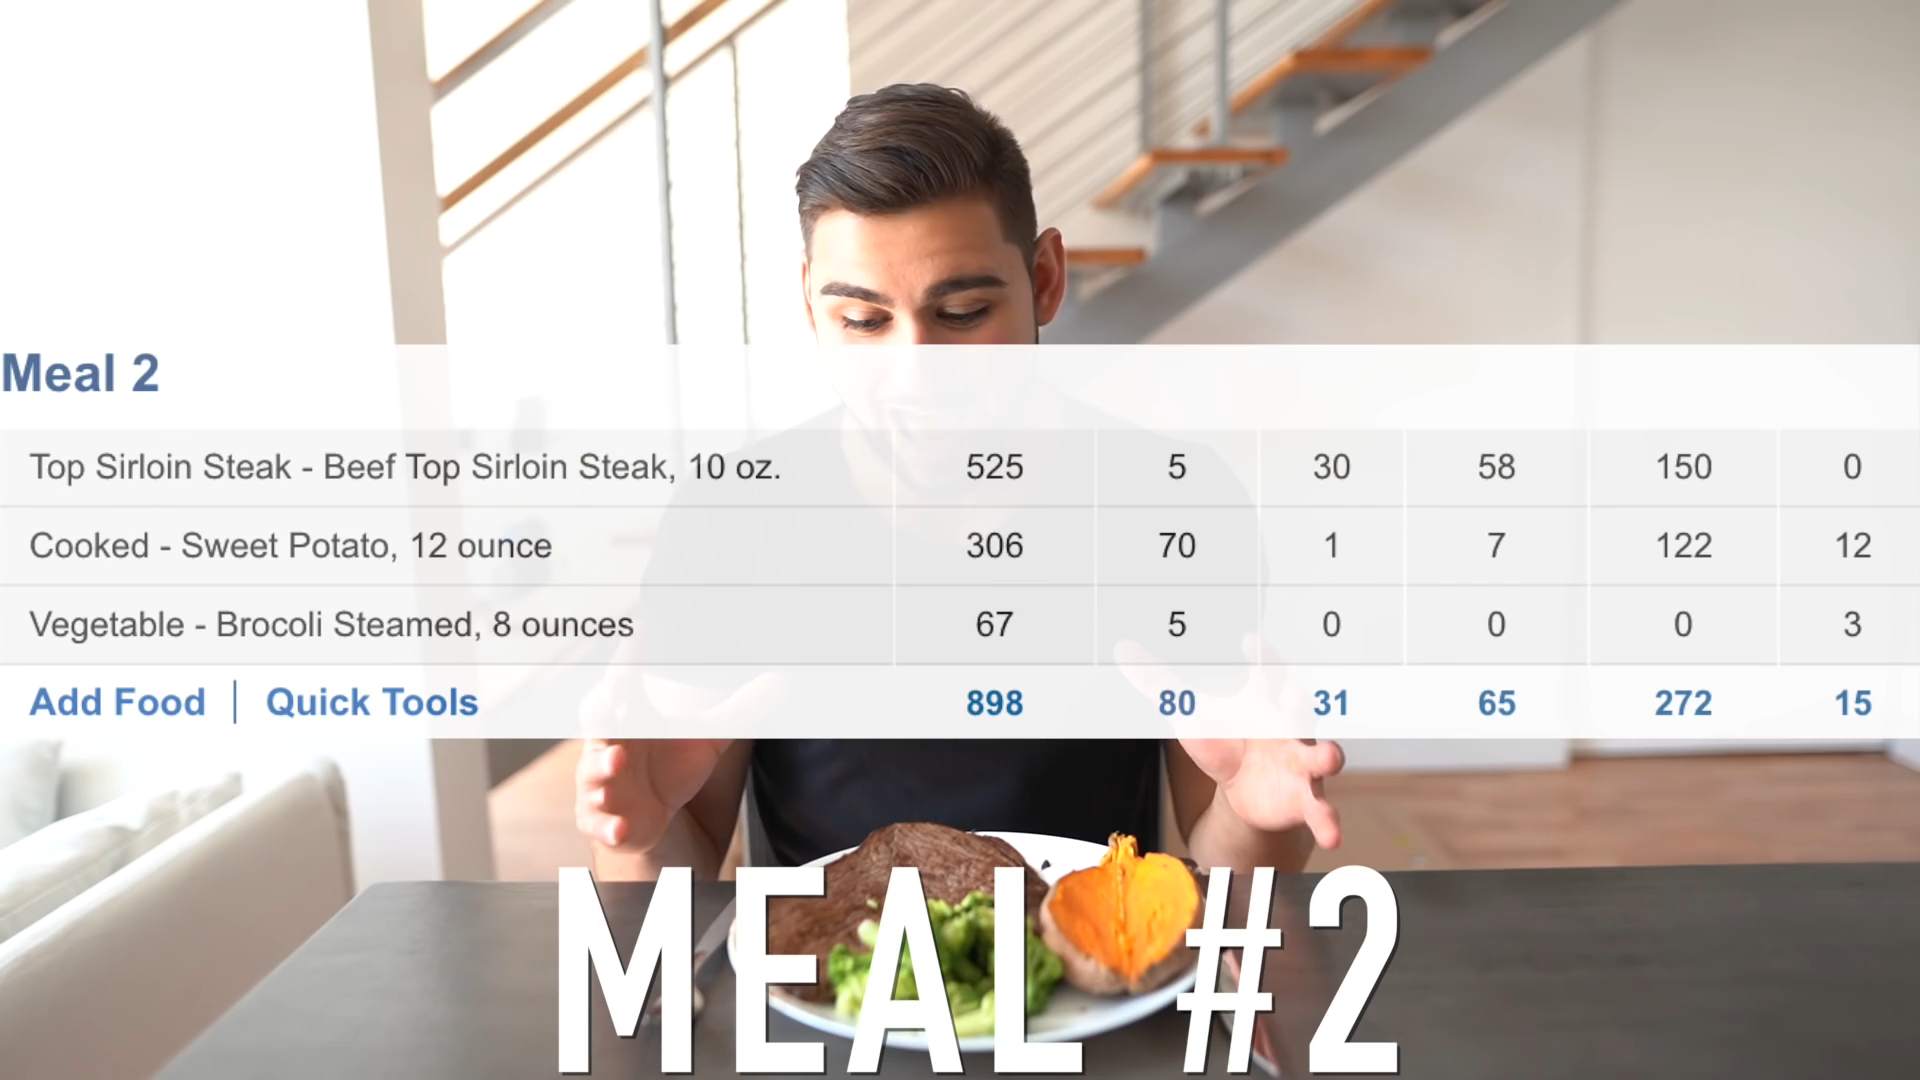 Meal 2
Top Sirloin Steak - Beef Top Sirloin Steak, 10 oz. 525 5 30 58 150 0
Cooked - Sweet Potato, 12 ounce 306 70 1 7 122 12
Vegetable - Brocoli Steamed, 8 ounces 67 5 0 0 0 3
Add Food | Quick Tools 898 80 31 65 272 15
MEAL #2